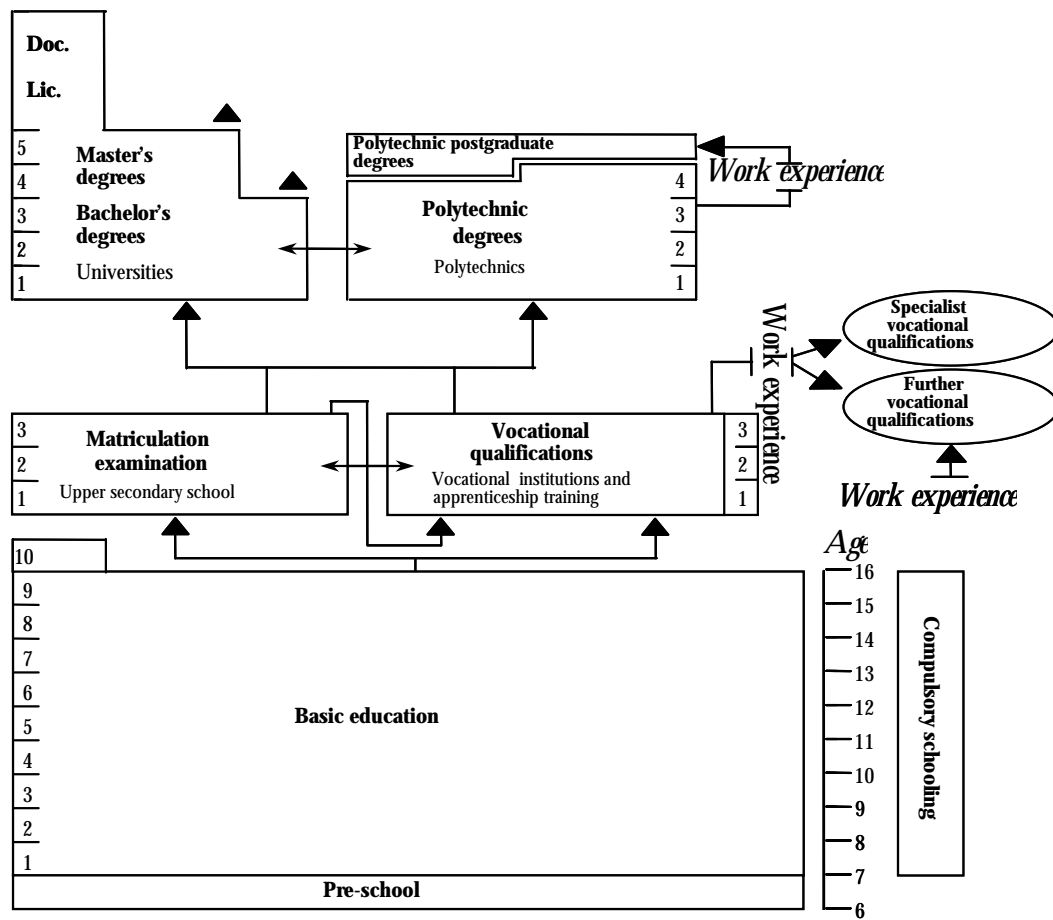 Doc.
Lic.
5
4
3
2
1
Master's
degrees
Bachelor's
degrees
Universities
Polytechnic postgraduate
degrees
Polytechnic
degrees
Polytechnics
4
3
2
1
Work experience
Specialist
vocational
qualifications
Further
vocational
qualifications
Work experience
Work experience
3
2
1
Matriculation
examination
Upper secondary school
Vocational
qualifications
Vocational institutions and
apprenticeship training
3
2
1
10
9
8
7
6
5
4
3
2
1
Basic education
Pre-school
Age
16
15
14
13
12
11
10
9
8
7
6
Compulsory schooling